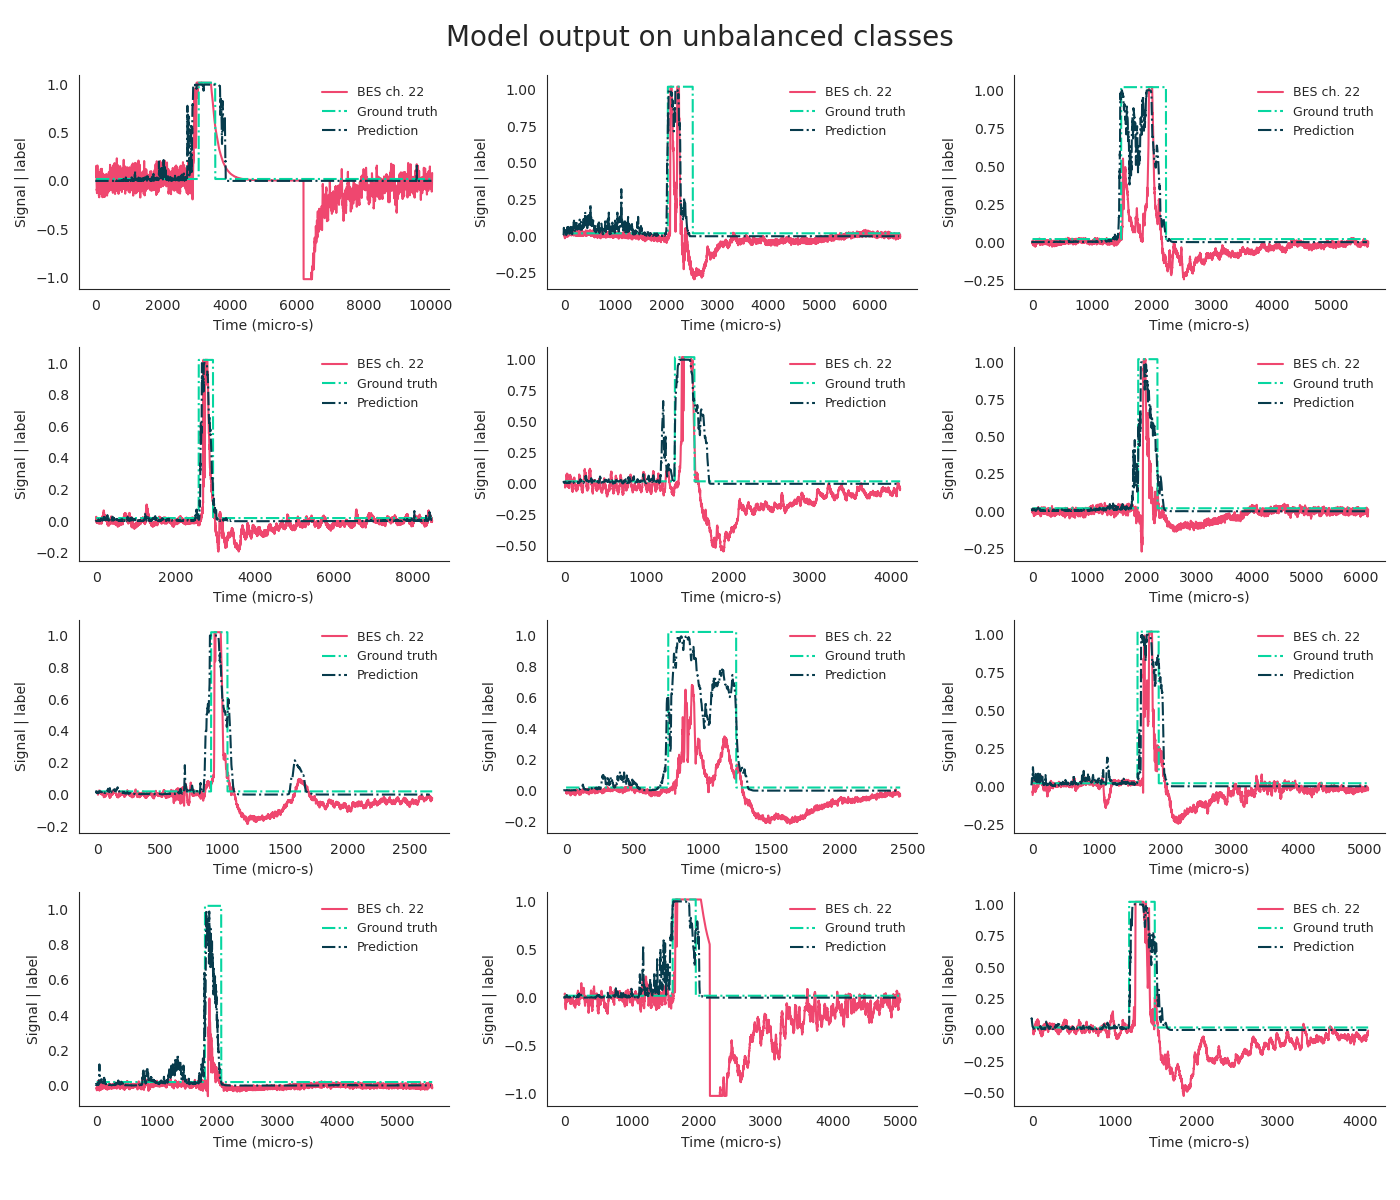 Model output on unbalanced classes
1.0
0.5
0.0
−0.5
−1.0
Signal | label
BES ch. 22
Ground truth
Prediction
0 2000 4000 6000 8000 10000
Time (micro-s)
1.00
0.75
0.50
0.25
0.00
−0.25
Signal | label
BES ch. 22
Ground truth
Prediction
0 1000 2000 3000 4000 5000 6000
Time (micro-s)
1.00
0.75
0.50
0.25
0.00
−0.25
Signal | label
BES ch. 22
Ground truth
Prediction
0 1000 2000 3000 4000 5000
Time (micro-s)
1.0
0.8
0.6
0.4
0.2
0.0
−0.2
Signal | label
BES ch. 22
Ground truth
Prediction
0 2000 4000 6000 8000
Time (micro-s)
1.00
0.75
0.50
0.25
0.00
−0.25
−0.50
Signal | label
BES ch. 22
Ground truth
Prediction
0 1000 2000 3000 4000
Time (micro-s)
1.00
0.75
0.50
0.25
0.00
−0.25
Signal | label
BES ch. 22
Ground truth
Prediction
0 1000 2000 3000 4000 5000 6000
Time (micro-s)
1.0
0.8
0.6
0.4
0.2
0.0
−0.2
Signal | label
BES ch. 22
Ground truth
Prediction
0 500 1000 1500 2000 2500
Time (micro-s)
1.0
0.8
0.6
0.4
0.2
0.0
−0.2
Signal | label
BES ch. 22
Ground truth
Prediction
0 500 1000 1500 2000 2500
Time (micro-s)
1.00
0.75
0.50
0.25
0.00
−0.25
Signal | label
BES ch. 22
Ground truth
Prediction
0 1000 2000 3000 4000 5000
Time (micro-s)
1.0
0.8
0.6
0.4
0.2
0.0
Signal | label
BES ch. 22
Ground truth
Prediction
0 1000 2000 3000 4000 5000
Time (micro-s)
1.0
0.5
0.0
−0.5
−1.0
Signal | label
BES ch. 22
Ground truth
Prediction
0 1000 2000 3000 4000 5000
Time (micro-s)
1.00
0.75
0.50
0.25
0.00
−0.25
−0.50
Signal | label
BES ch. 22
Ground truth
Prediction
0 1000 2000 3000 4000
Time (micro-s)